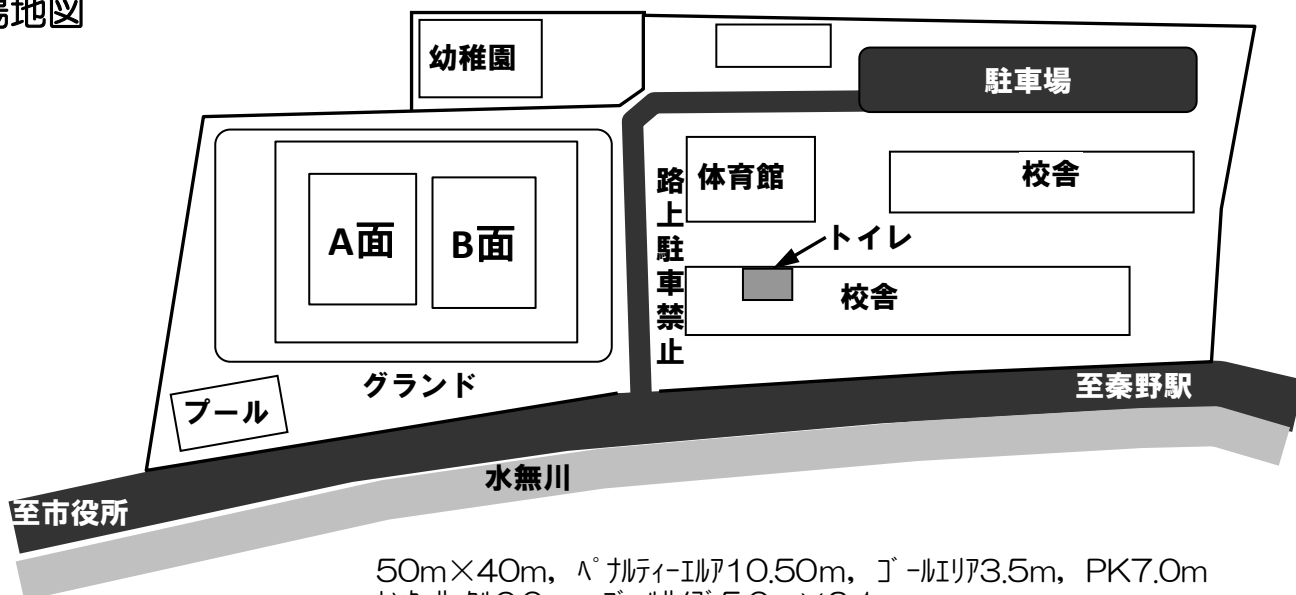 場地図
幼稚園
駐車場
体育館
校舎
路上駐車禁止
A面
B面
トイレ
校舎
グランド
プール
至秦野駅
水無川
至市役所
50m×40m, ﾍﾟﾅﾙﾃｨｰｴﾙｱ10.50m, ｺﾞｰﾙｴﾘｱ3.5m, PK7.0m